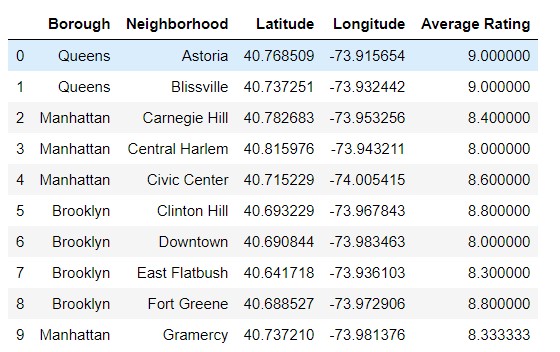 Borough Neighborhood Latitude Longitude Average Rating
0 Queens Astoria 40.768509 -73.915654 9.000000
1 Queens Blissville 40.737251 -73.932442 9.000000
2 Manhattan Carnegie Hill 40.782683 -73.953256 8.400000
3 Manhattan Central Harlem 40.815976 -73.943211 8.000000
4 Manhattan Civic Center 40.715229 -74.005415 8.600000
5 Brooklyn Clinton Hill 40.693229 -73.967843 8.800000
6 Brooklyn Downtown 40.690844 -73.983463 8.000000
7 Brooklyn East Flatbush 40.641718 -73.936103 8.300000
8 Brooklyn Fort Greene 40.688527 -73.972906 8.800000
9 Manhattan Gramercy 40.737210 -73.981376 8.333333